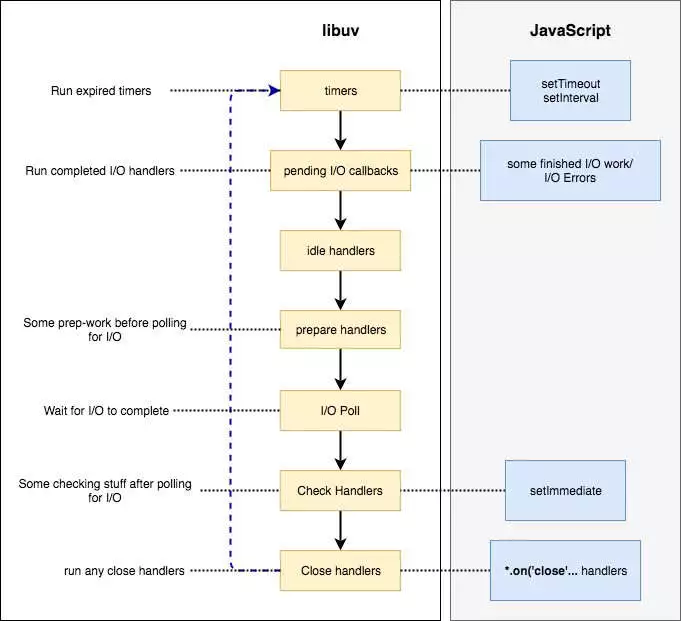 libuv
JavaScript
Run expired timers
timers
setTimeout
setInterval
Run completed I/O handlers
pending I/O callbacks
some finished I/O work/
I/O Errors
idle handlers
Some prep-work before polling
for I/O
prepare handlers
Wait for I/O to complete
I/O Poll
Some checking stuff after polling
for I/O
Check Handlers
setImmediate
run any close handlers
Close handlers
*.on('close'... handlers